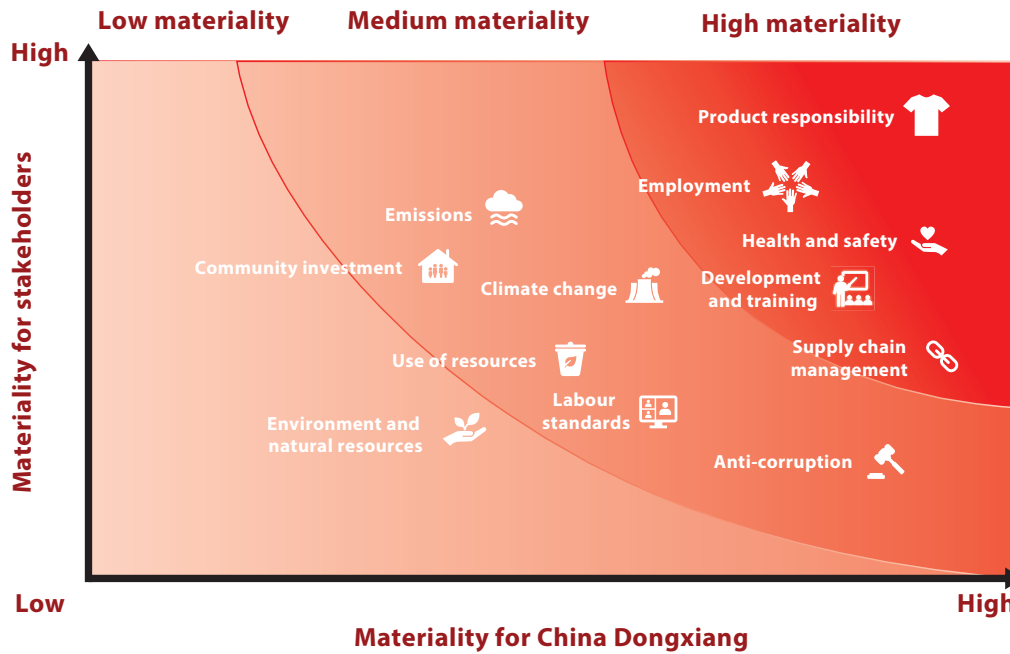 Low materiality
Medium materiality
High materiality
High
Product responsibility
Employment
Emissions
Health and safety
Community investment
Climate change
Development
and training
Use of resources
Supply chain
management
Labour
standards
Environment and
natural resources
Anti-corruption
Materiality for stakeholders
Low
High
Materiality for China Dongxiang